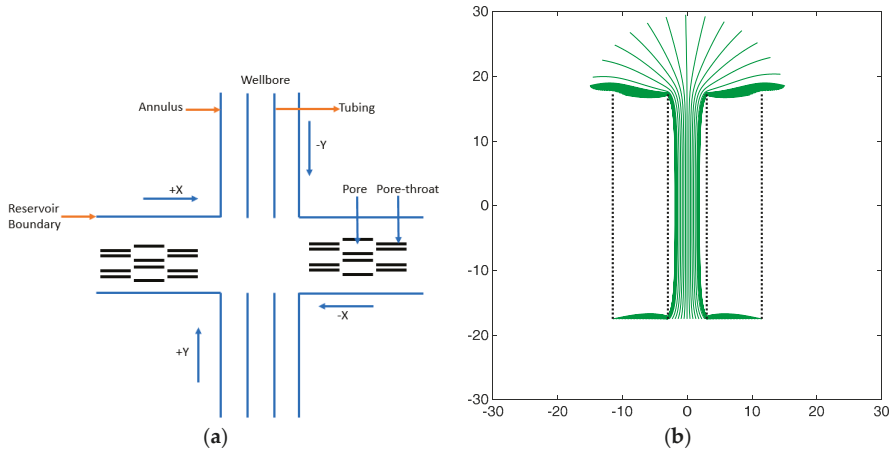 Wellbore
Annulus
Tubing
-Y
+X
Pore
Pore-throat
Reservoir
Boundary
-X
+Y
(a)
30
20
10
0
-10
-20
-30
-30
-20
-10
0
10
20
30
(b)